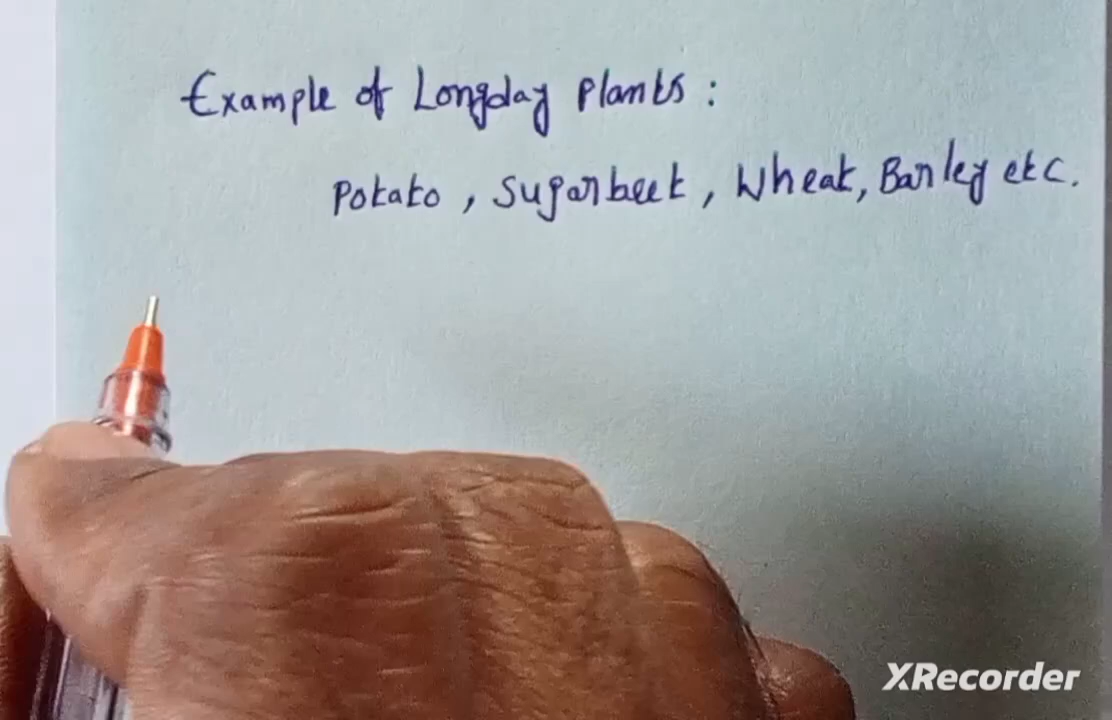 Example of Longday plants :
Potato , Sugarbeet , Wheat, Barley etc.
XRecorder